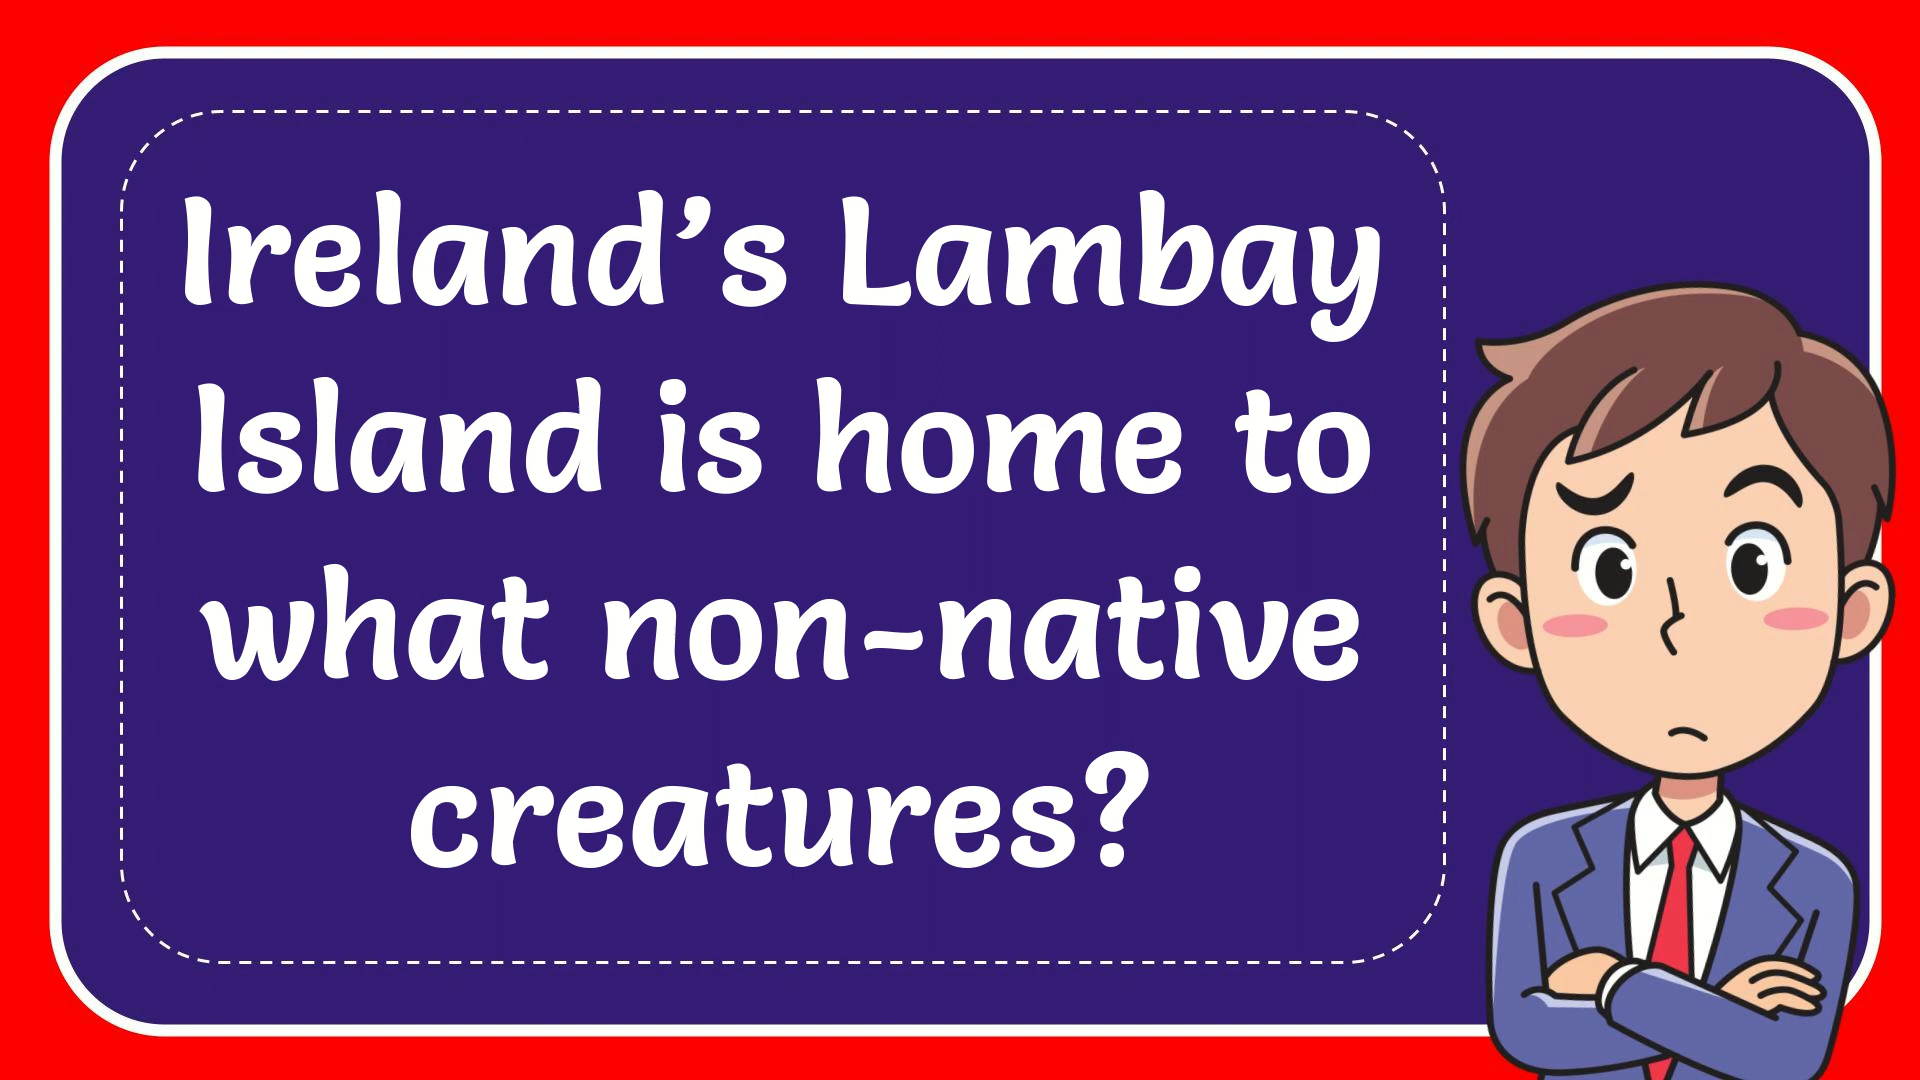 Ireland’s Lambay
Island is home to
what non-native
creatures?